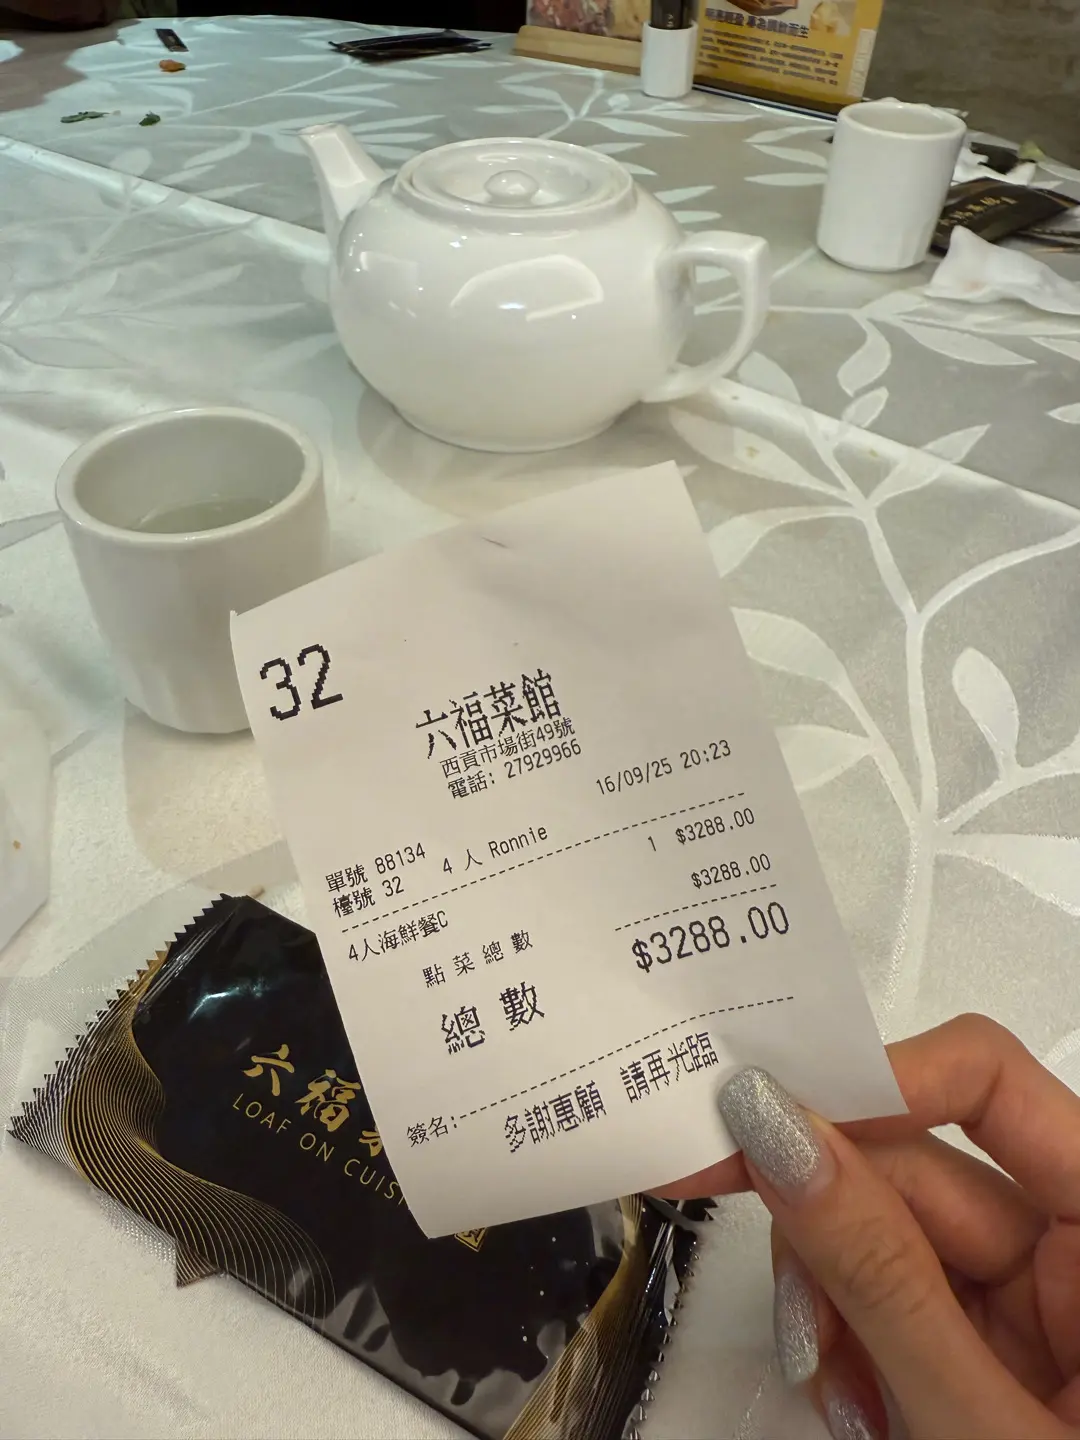 32
六福菜館
西貢市場街49號
電話: 27929966
16/09/25 20:23
單號 88134
檯號 32 4 人 Ronnie
4人海鮮餐C 1 $3288.00
點菜總數 $3288.00
總數 $3288.00
簽名:
多謝惠顧 請再光臨
六福
LOAF ON CUISI